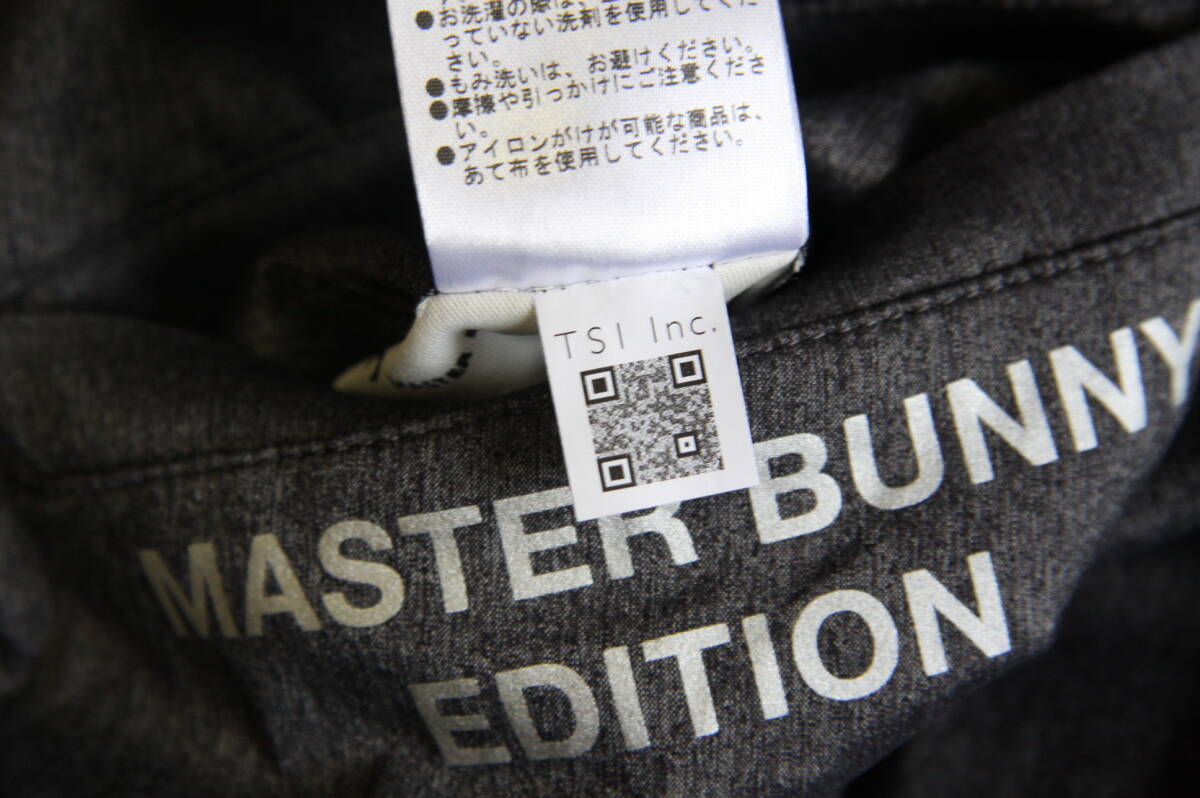 ●お洗濯の際は、
っていない洗剤を使用してくだ
さい。
●もみ洗いは、お避けください。
●摩擦や引っかけにご注意くださ
い。
●アイロンがけが可能な商品は、
あて布を使用してください。
TSI Inc.
MASTER BUNNY
EDITION